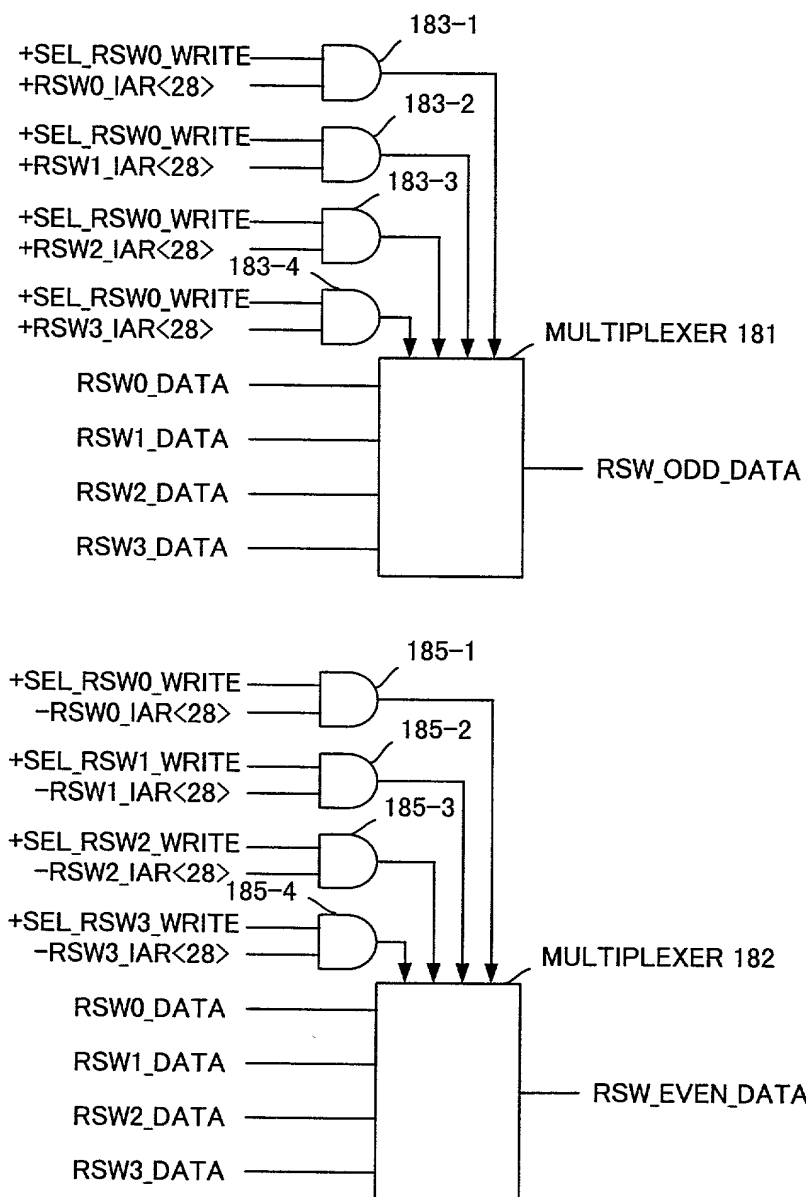 183-1
+SEL_RSW0_WRITE
+RSW0_IAR<28>
183-2
+SEL_RSW0_WRITE
+RSW1_IAR<28>
183-3
+SEL_RSW0_WRITE
+RSW2_IAR<28>
183-4
+SEL_RSW0_WRITE
+RSW3_IAR<28>
MULTIPLEXER 181
RSW0_DATA
RSW1_DATA
RSW_ODD_DATA
RSW2_DATA
RSW3_DATA
185-1
+SEL_RSW0_WRITE
-RSW0_IAR<28>
185-2
+SEL_RSW1_WRITE
-RSW1_IAR<28>
185-3
+SEL_RSW2_WRITE
-RSW2_IAR<28>
185-4
+SEL_RSW3_WRITE
-RSW3_IAR<28>
MULTIPLEXER 182
RSW0_DATA
RSW1_DATA
RSW_EVEN_DATA
RSW2_DATA
RSW3_DATA